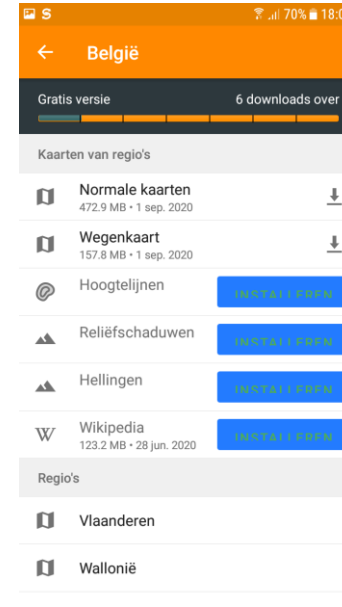 S 70% 18:0
België
Gratis versie 6 downloads over
Kaarten van regio's
Normale kaarten
472.9 MB • 1 sep. 2020
Wegenkaart
157.8 MB • 1 sep. 2020
Hoogtelijnen INSTALLEREN
Reliëfschaduwen INSTALLEREN
Hellingen INSTALLEREN
W Wikipedia INSTALLEREN
123.2 MB • 28 jun. 2020
Regio's
Vlaanderen
Wallonië